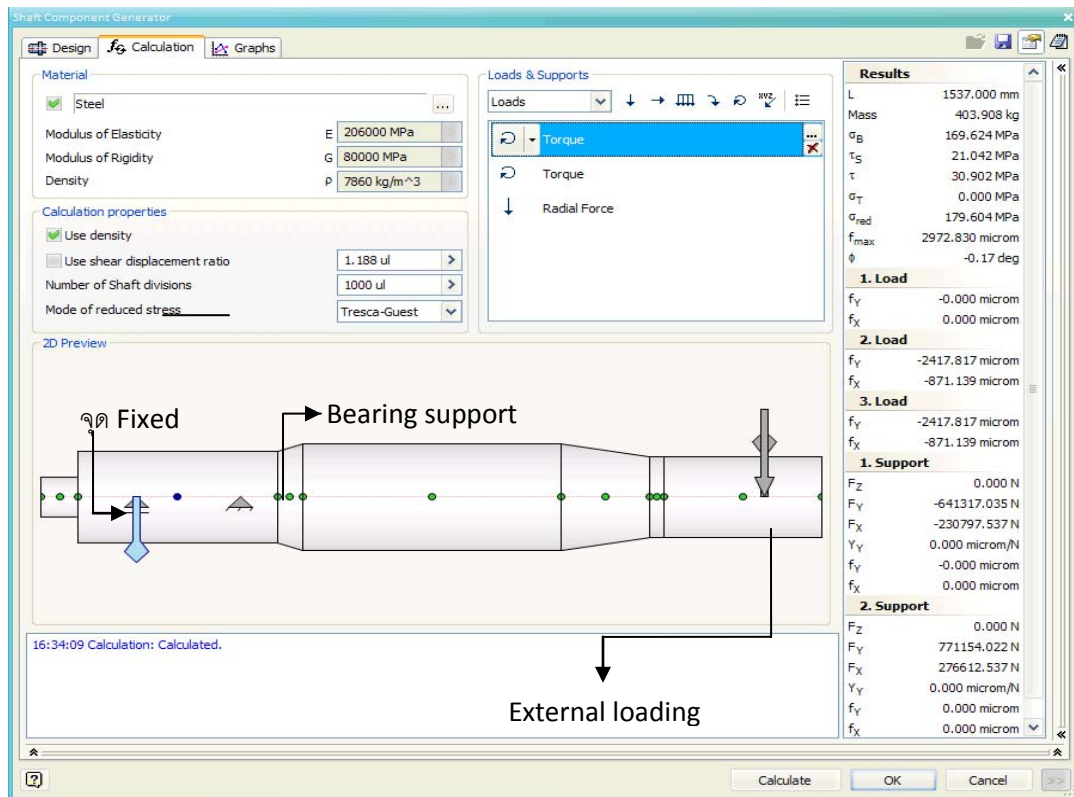 Shaft Component Generator
Design
Calculation
Graphs
Material
Steel
...
Modulus of Elasticity E 206000 MPa
Modulus of Rigidity G 80000 MPa
Density ρ 7860 kg/m^3
Calculation properties
Use density
Use shear displacement ratio 1.188 ul
Number of Shaft divisions 1000 ul
Mode of reduced stress Tresca-Guest
Loads & Supports
Loads
Torque
Torque
Radial Force
2D Preview
จุด Fixed
Bearing support
External loading
16:34:09 Calculation: Calculated.
Results
L 1537.000 mm
Mass 403.908 kg
σB 169.624 MPa
τS 21.042 MPa
τ 30.902 MPa
σT 0.000 MPa
σred 179.604 MPa
fmax 2972.830 microm
ϕ -0.17 deg
1. Load
fY -0.000 microm
fX 0.000 microm
2. Load
fY -2417.817 microm
fX -871.139 microm
3. Load
fY -2417.817 microm
fX -871.139 microm
1. Support
FZ 0.000 N
FY -641317.035 N
FX -230797.537 N
YY 0.000 microm/N
fY -0.000 microm
fX 0.000 microm
2. Support
FZ 0.000 N
FY 771154.022 N
FX 276612.537 N
YY 0.000 microm/N
fY 0.000 microm
fX 0.000 microm
Calculate
OK
Cancel
>>